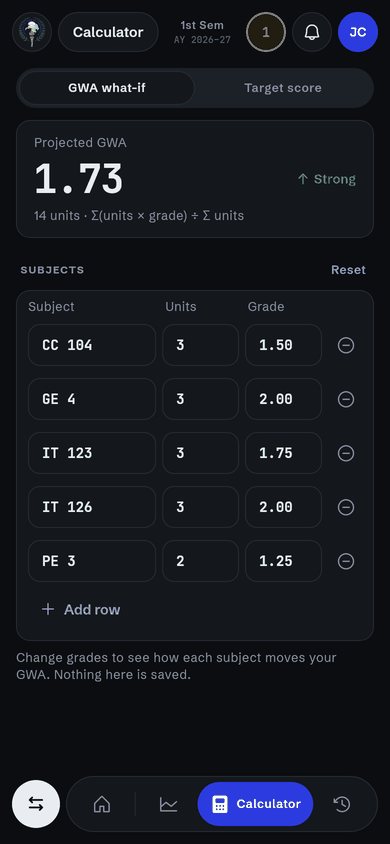 Calculator
1st Sem
AY 2026–27
1
JC
GWA what-if
Target score
Projected GWA
1.73
↑ Strong
14 units · Σ(units × grade) ÷ Σ units
SUBJECTS
Reset
Subject Units Grade
CC 104 3 1.50
GE 4 3 2.00
IT 123 3 1.75
IT 126 3 2.00
PE 3 2 1.25
+ Add row
Change grades to see how each subject moves your
GWA. Nothing here is saved.
Calculator